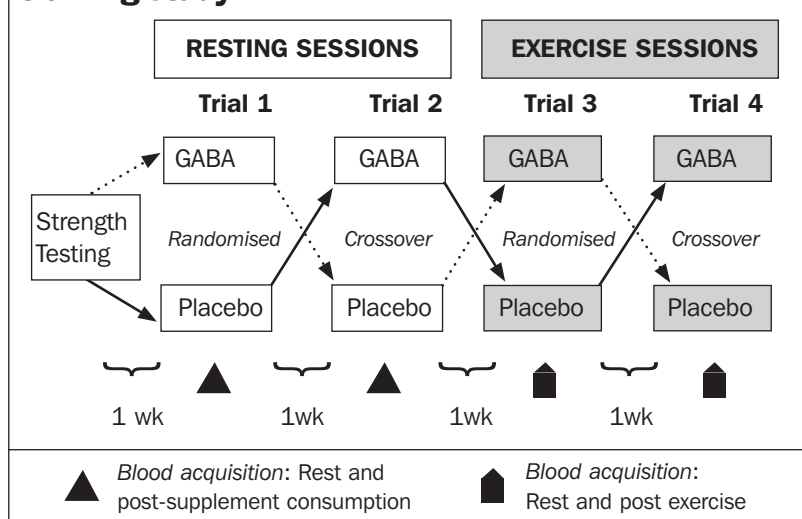 RESTING SESSIONS
EXERCISE SESSIONS
Trial 1
Trial 2
Trial 3
Trial 4
GABA
GABA
GABA
GABA
Strength
Testing
Randomised
Crossover
Randomised
Crossover
Placebo
Placebo
Placebo
Placebo
1 wk
1wk
1wk
1wk
Blood acquisition: Rest and
post-supplement consumption
Blood acquisition:
Rest and post exercise